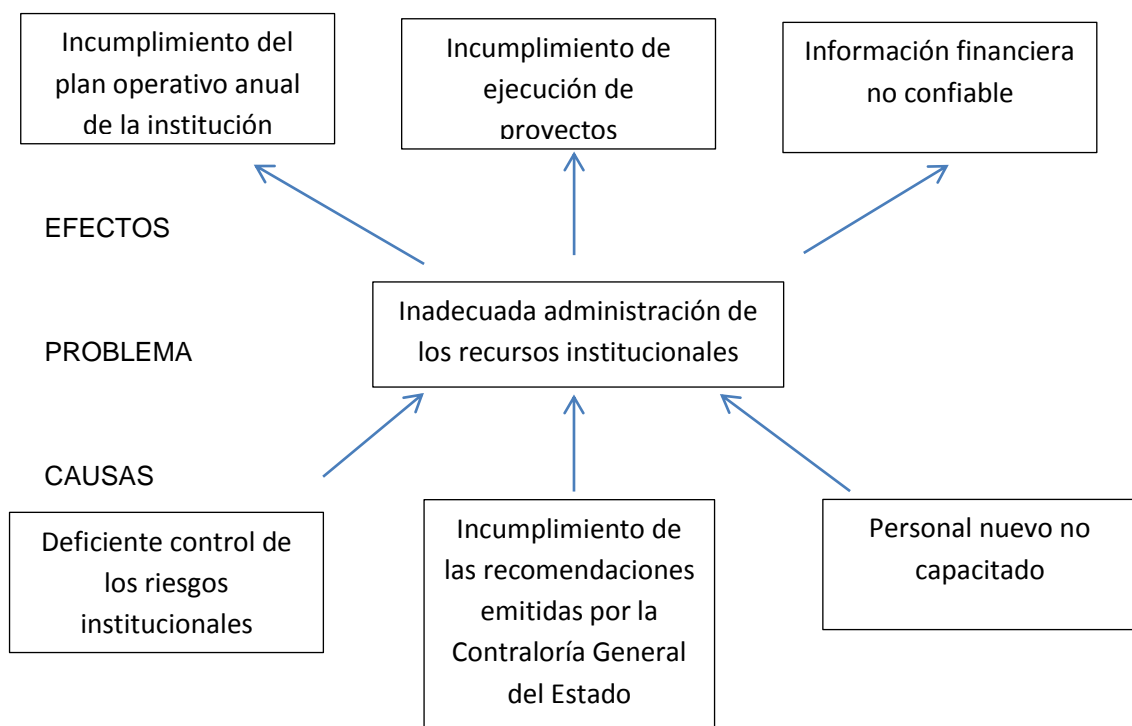 Incumplimiento del
plan operativo anual
de la institución
Incumplimiento de
ejecución de
proyectos
Información financiera
no confiable
EFECTOS
Inadecuada administración de
los recursos institucionales
PROBLEMA
CAUSAS
Deficiente control de
los riesgos
institucionales
Incumplimiento de
las recomendaciones
emitidas por la
Contraloría General
del Estado
Personal nuevo no
capacitado